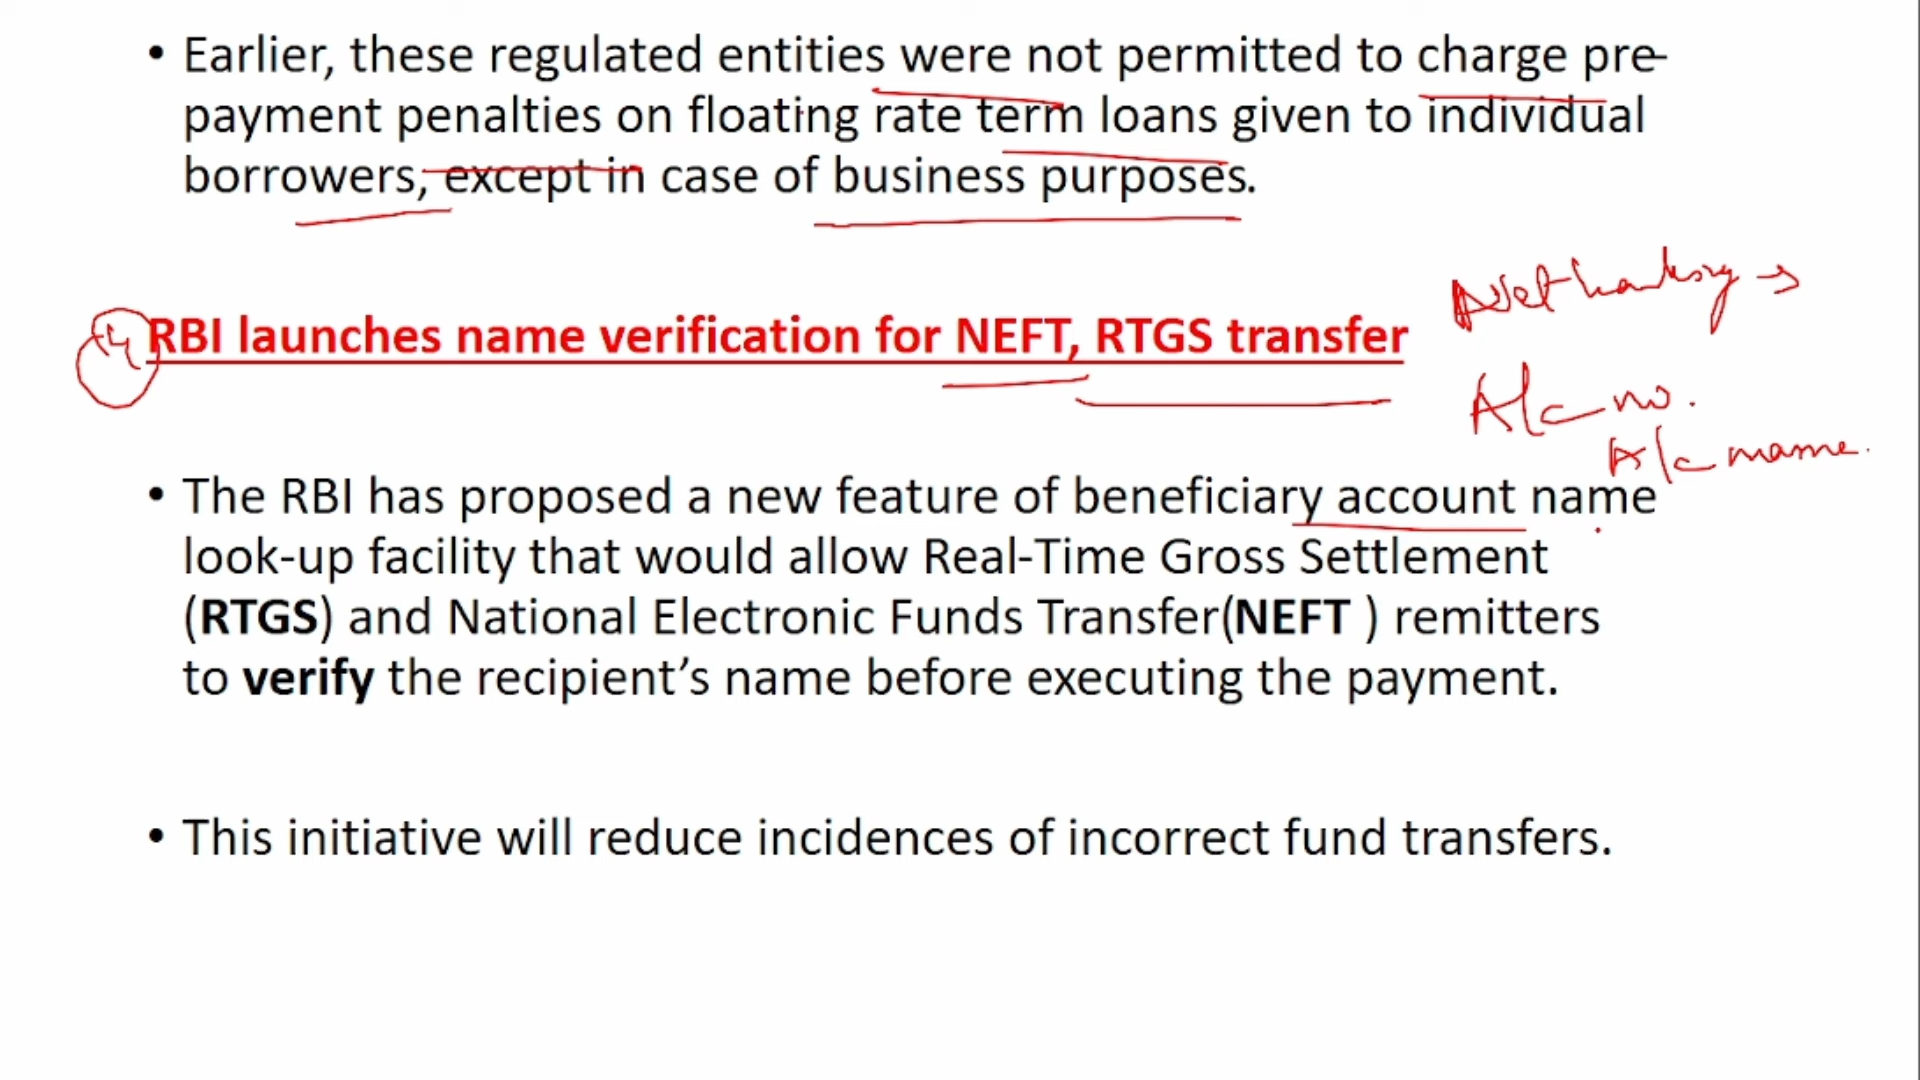 • Earlier, these regulated entities were not permitted to charge pre-
payment penalties on floating rate term loans given to individual
borrowers, except in case of business purposes.
Netbanking →
4 RBI launches name verification for NEFT, RTGS transfer
A/c no.
A/c name.
• The RBI has proposed a new feature of beneficiary account name
look-up facility that would allow Real-Time Gross Settlement
(RTGS) and National Electronic Funds Transfer(NEFT ) remitters
to verify the recipient’s name before executing the payment.
• This initiative will reduce incidences of incorrect fund transfers.